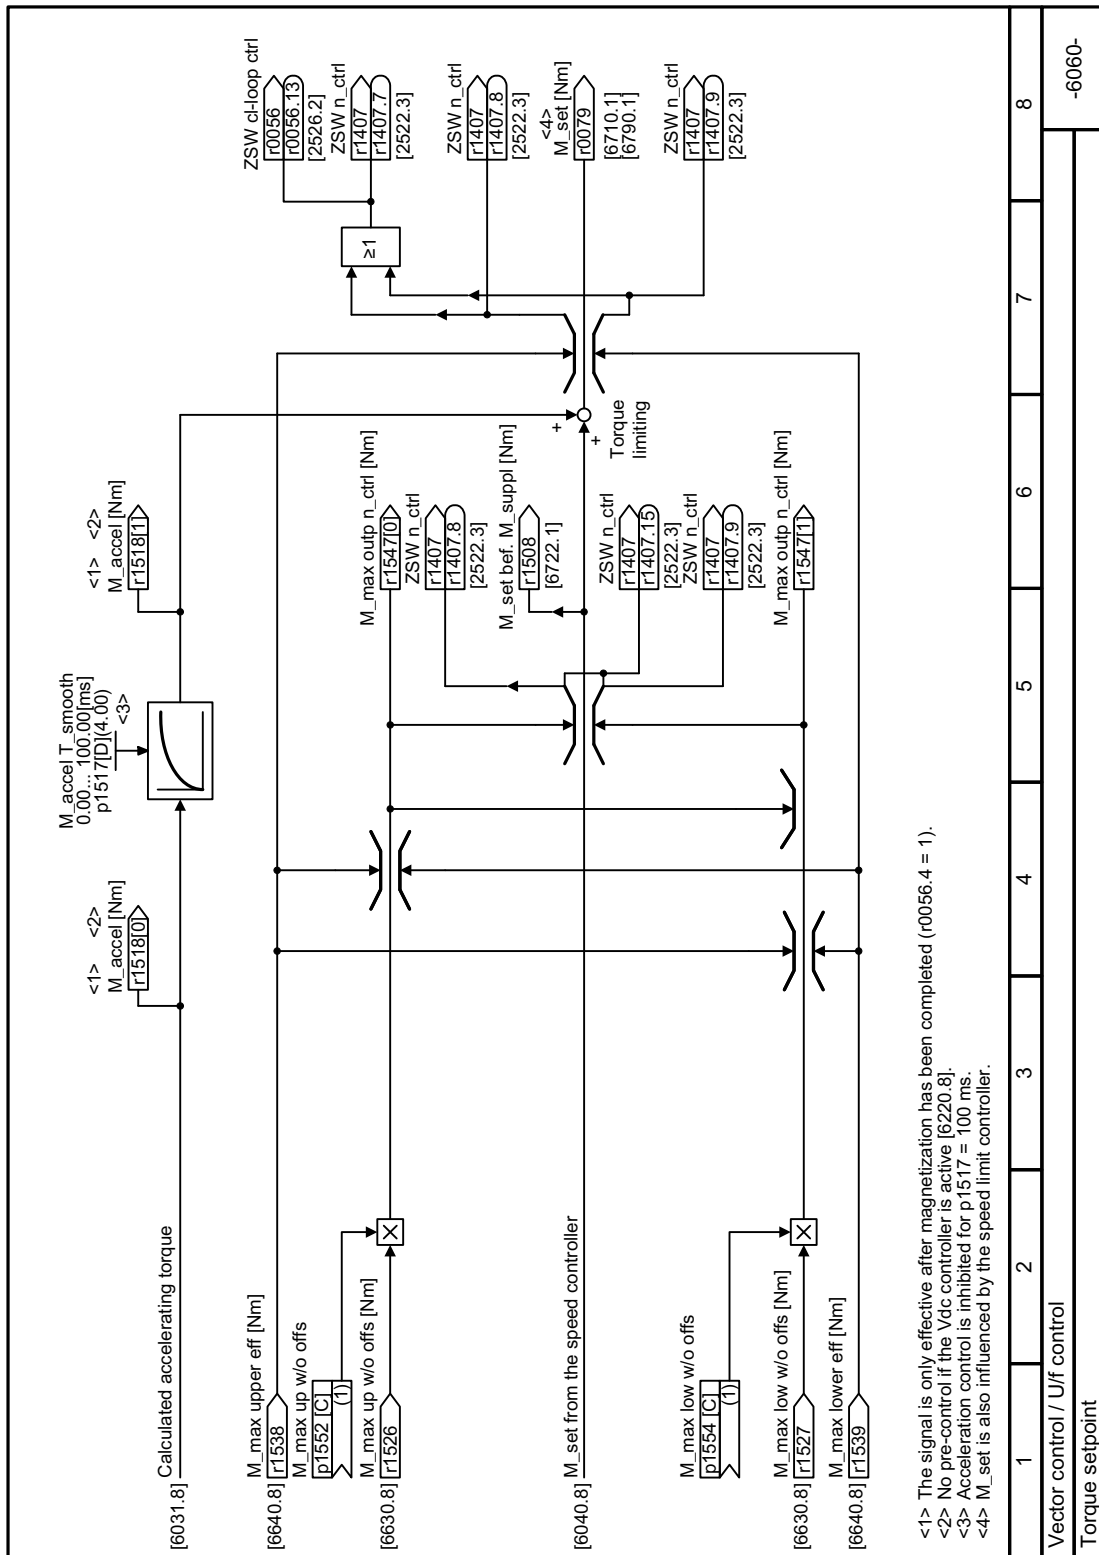 [6031.8]
Calculated accelerating torque
<1> <2>
M_accel [Nm]
r1518[0]
M_accel T_smooth
0.00... 100.00[ms]
p1517[D](4.00)
<3>
<1> <2>
M_accel [Nm]
r1518[1]
M_max upper eff [Nm]
[6640.8]
r1538
M_max up w/o offs
p1552 [C]
(1)
M_max up w/o offs [Nm]
[6630.8]
r1526
X
M_max outp n_ctrl [Nm]
r1547[0]
ZSW n_ctrl
r1407
r1407.8
[2522.3]
M_set bef. M_suppl [Nm]
r1508
[6722.1]
[6040.8]
M_set from the speed controller
ZSW n_ctrl
r1407
r1407.15
[2522.3]
ZSW n_ctrl
r1407
r1407.9
[2522.3]
M_max outp n_ctrl [Nm]
r1547[1]
+
+
Torque
limiting
≥1
ZSW cl-loop ctrl
r0056
r0056.13
[2526.2]
ZSW n_ctrl
r1407
r1407.7
[2522.3]
ZSW n_ctrl
r1407
r1407.8
[2522.3]
<4>
M_set [Nm]
r0079
[6710.1]
[6790.1]
ZSW n_ctrl
r1407
r1407.9
[2522.3]
M_max low w/o offs
p1554 [C]
(1)
M_max low w/o offs [Nm]
[6630.8]
r1527
X
M_max lower eff [Nm]
[6640.8]
r1539
<1> The signal is only effective after magnetization has been completed (r0056.4 = 1).
<2> No pre-control if the Vdc controller is active [6220.8].
<3> Acceleration control is inhibited for p1517 = 100 ms.
<4> M_set is also influenced by the speed limit controller.
1 2 3 4 5 6 7 8
Vector control / U/f control
Torque setpoint
-6060-